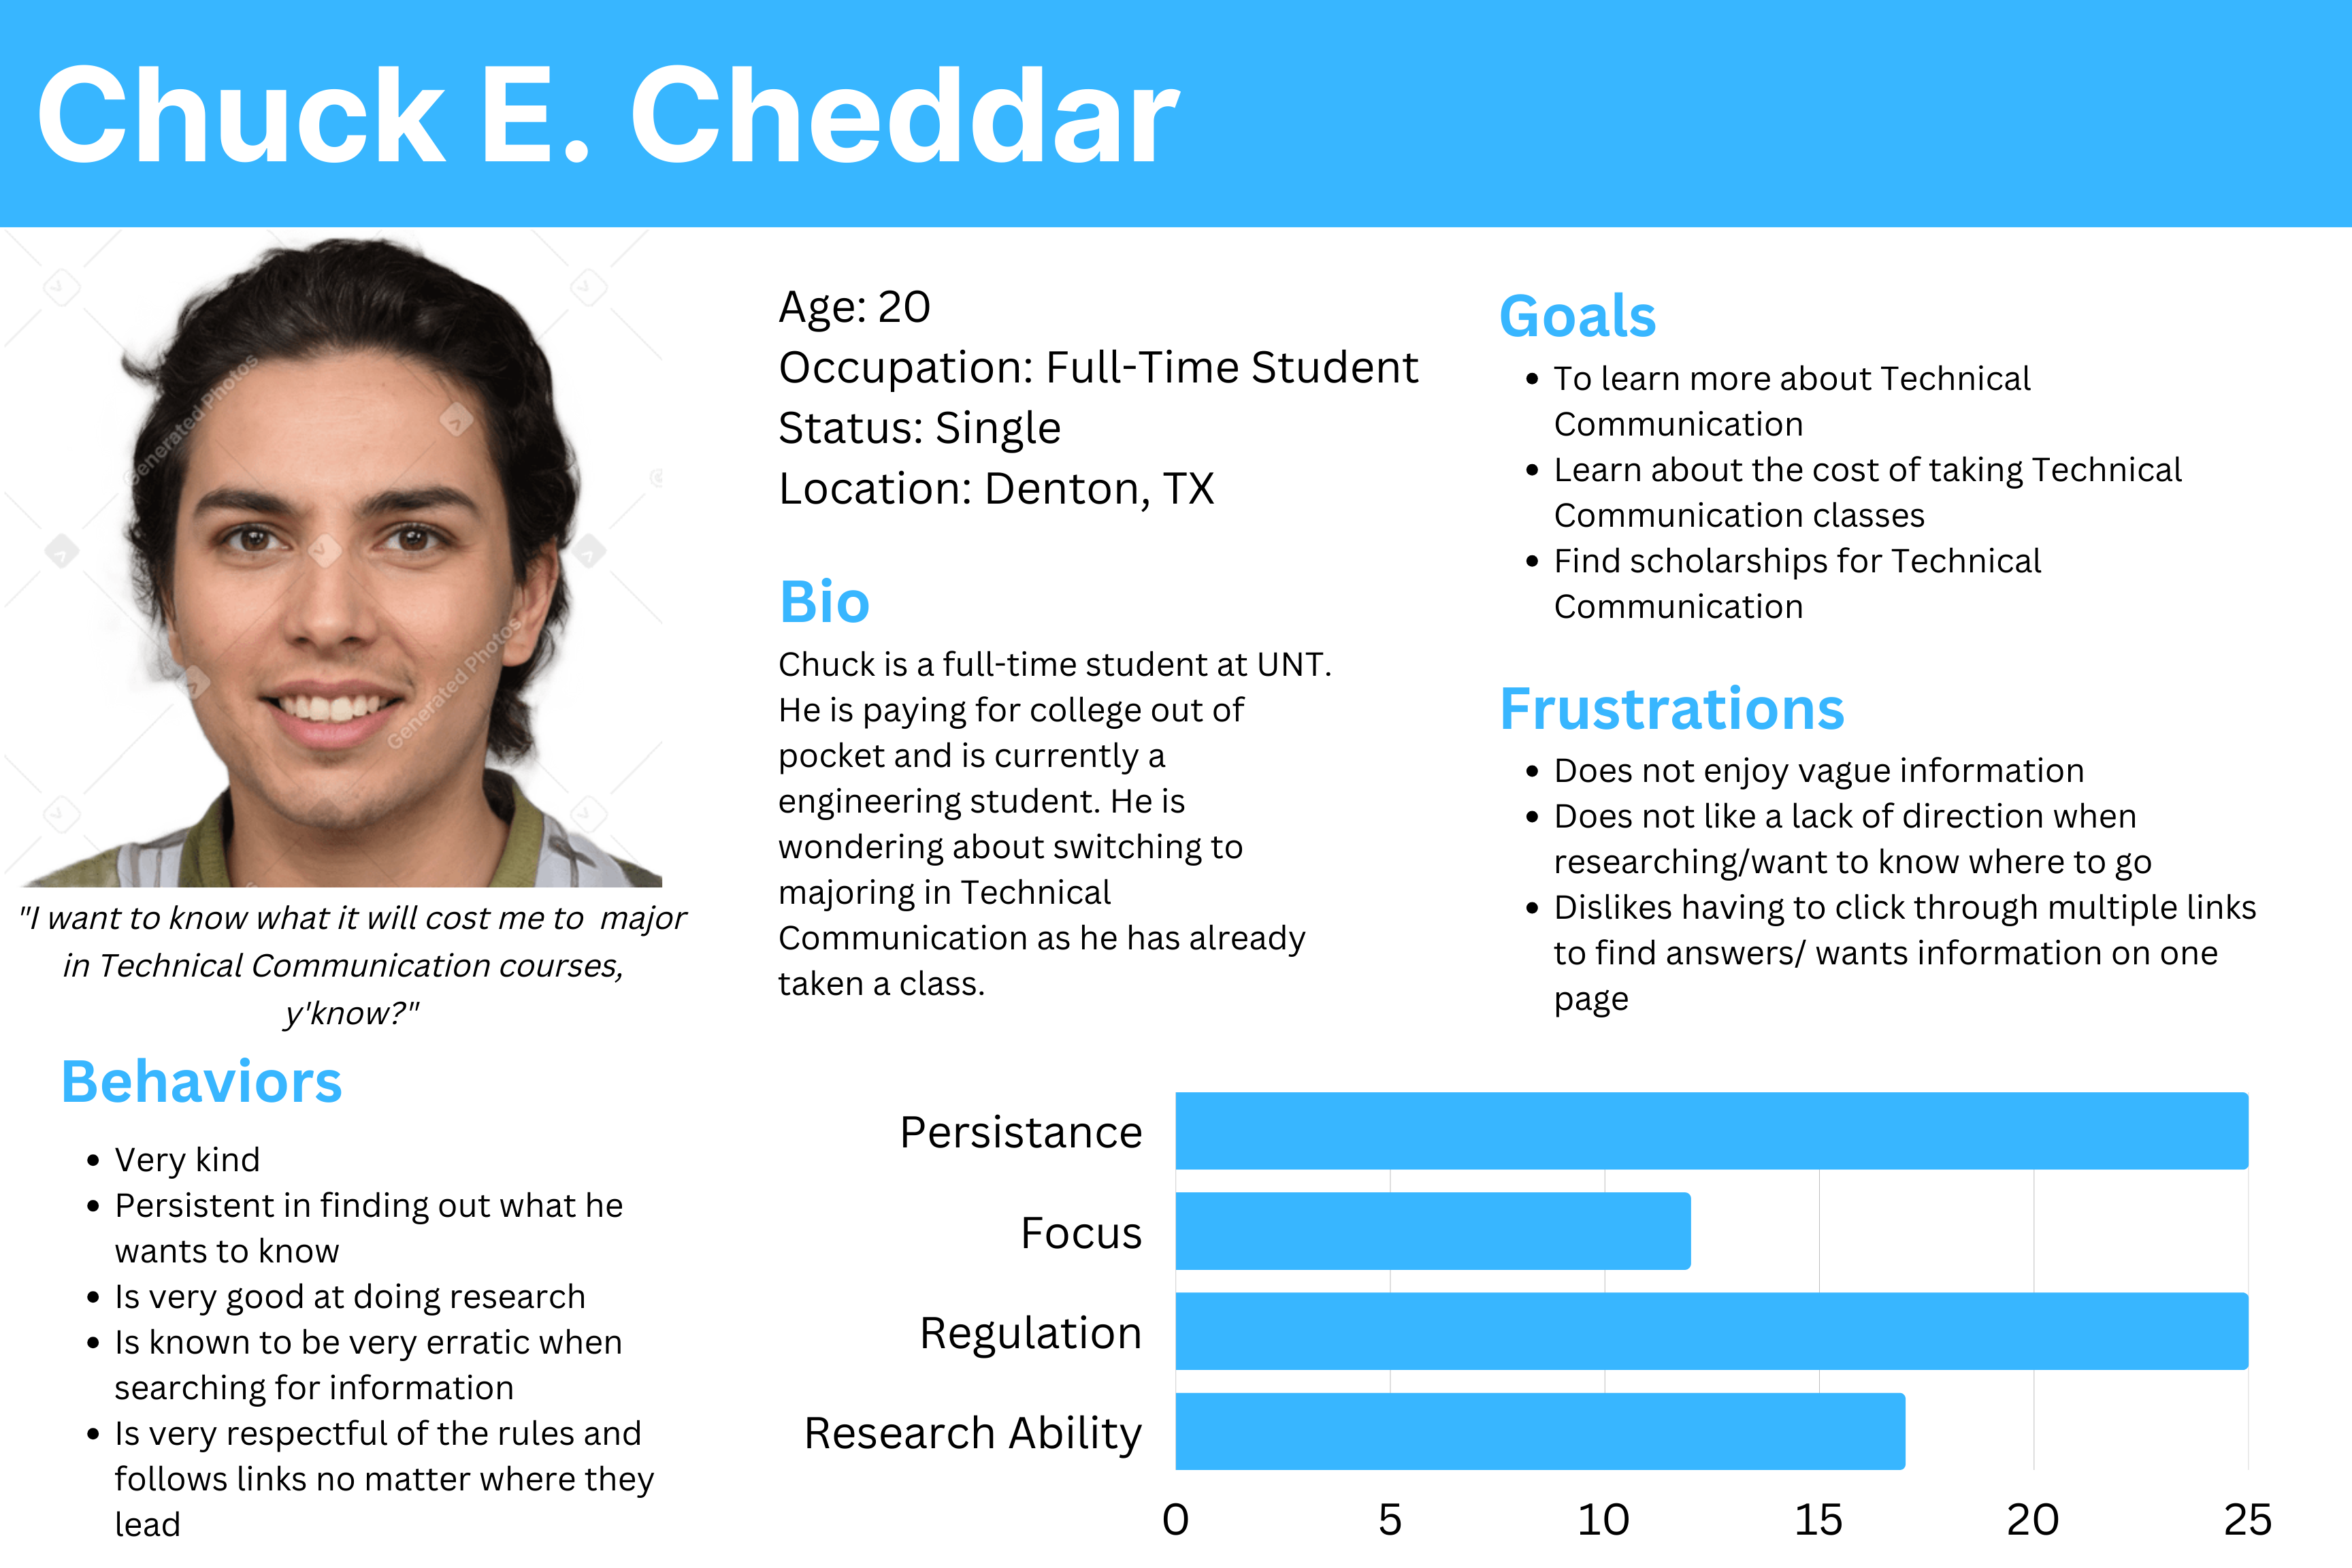 Chuck E. Cheddar
Generated Photos
Generated Photos
"I want to know what it will cost me to  major
in Technical Communication courses,
y'know?"
Behaviors
Very kind
Persistent in finding out what he
wants to know
Is very good at doing research
Is known to be very erratic when
searching for information
Is very respectful of the rules and
follows links no matter where they
lead
Age: 20
Occupation: Full-Time Student
Status: Single
Location: Denton, TX
Bio
Chuck is a full-time student at UNT.
He is paying for college out of
pocket and is currently a
engineering student. He is
wondering about switching to
majoring in Technical
Communication as he has already
taken a class.
Goals
To learn more about Technical
Communication
Learn about the cost of taking Technical
Communication classes
Find scholarships for Technical
Communication
Frustrations
Does not enjoy vague information
Does not like a lack of direction when
researching/want to know where to go
Dislikes having to click through multiple links
to find answers/ wants information on one
page
Persistance
Focus
Regulation
Research Ability
0 5 10 15 20 25